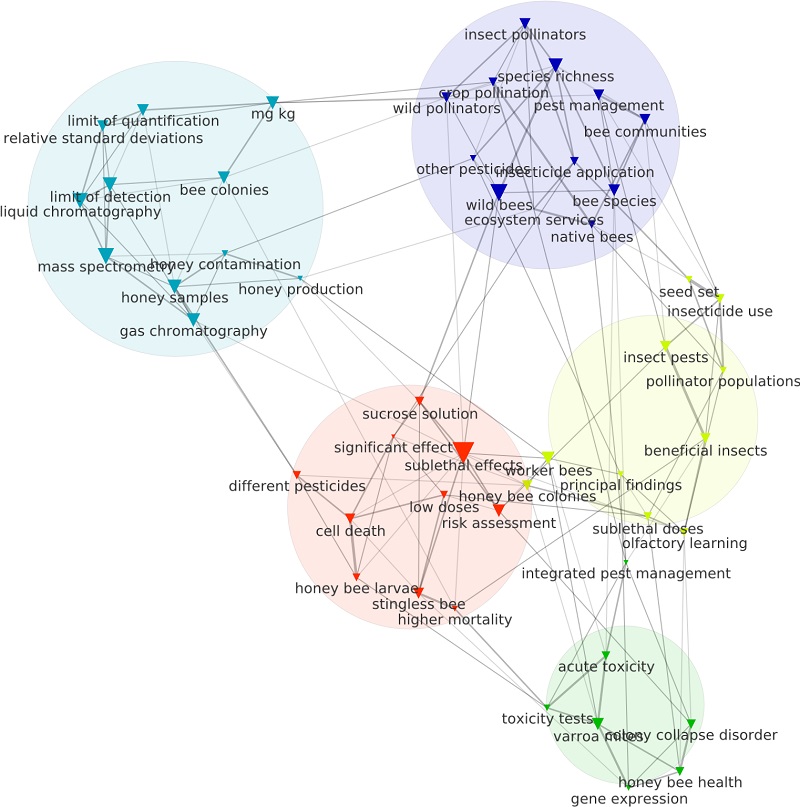 insect pollinators
species richness
crop pollination
wild pollinators
pest management
bee communities
mg kg
limit of quantification
relative standard deviations
other pesticides
insecticide application
bee colonies
limit of detection
liquid chromatography
wild bees
bee species
ecosystem services
native bees
mass spectrometry
honey contamination
honey samples
honey production
gas chromatography
seed set
insecticide use
insect pests
pollinator populations
sucrose solution
significant effect
sublethal effects
beneficial insects
worker bees
different pesticides
principal findings
honey bee colonies
low doses
risk assessment
cell death
sublethal doses
olfactory learning
integrated pest management
honey bee larvae
stingless bee
higher mortality
acute toxicity
toxicity tests
varroa mites
colony collapse disorder
honey bee health
gene expression